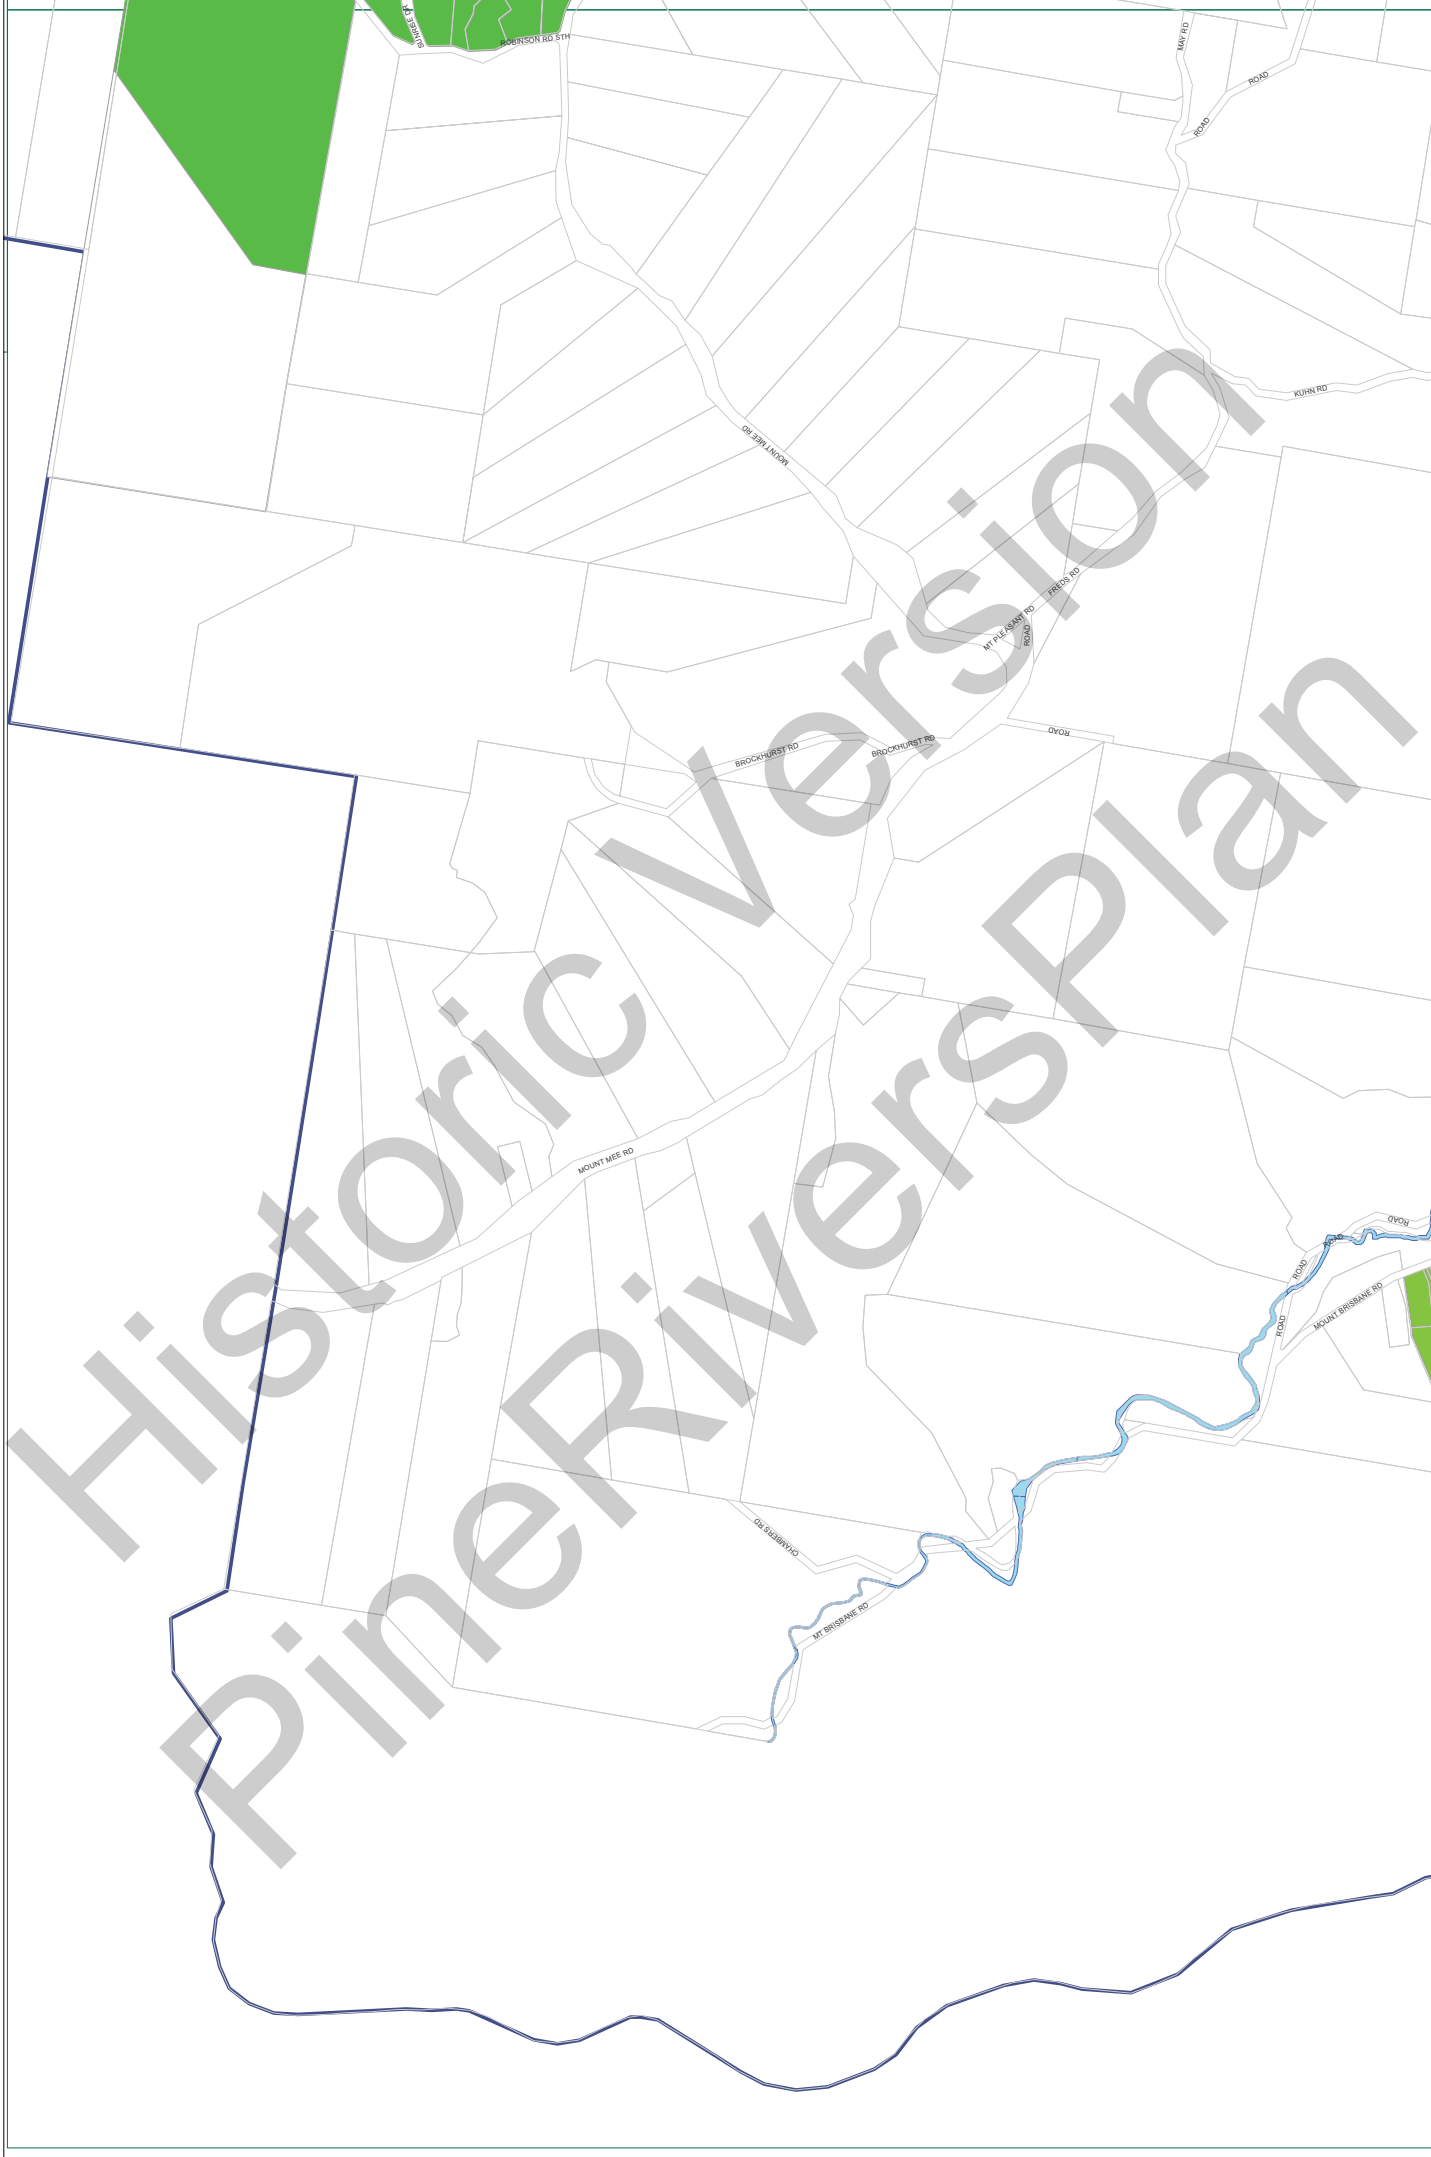 SUNRISE DR
ROBINSON RD STH
MAY RD
ROAD
ROAD
KUHN RD
MOUNT MEE RD
FREDS RD
MT PLEASANT RD
ROAD
ROAD
BROCKHURST RD
BROCKHURST RD
MOUNT MEE RD
ROAD
ROAD
ROAD
MOUNT BRISBANE RD
ROAD
CHAMBERS RD
MT BRISBANE RD
Historic Version
PineRiversPlan